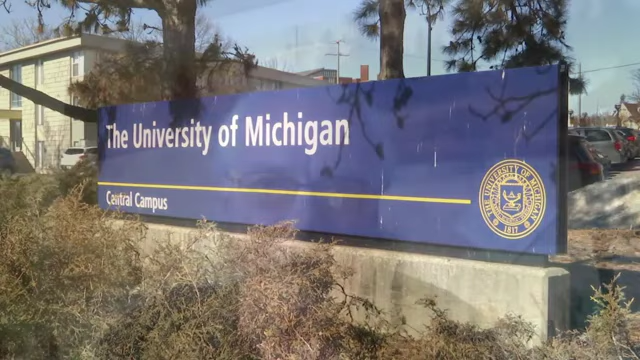 The University of Michigan
Central Campus
THE UNIVERSITY OF MICHIGAN
1817